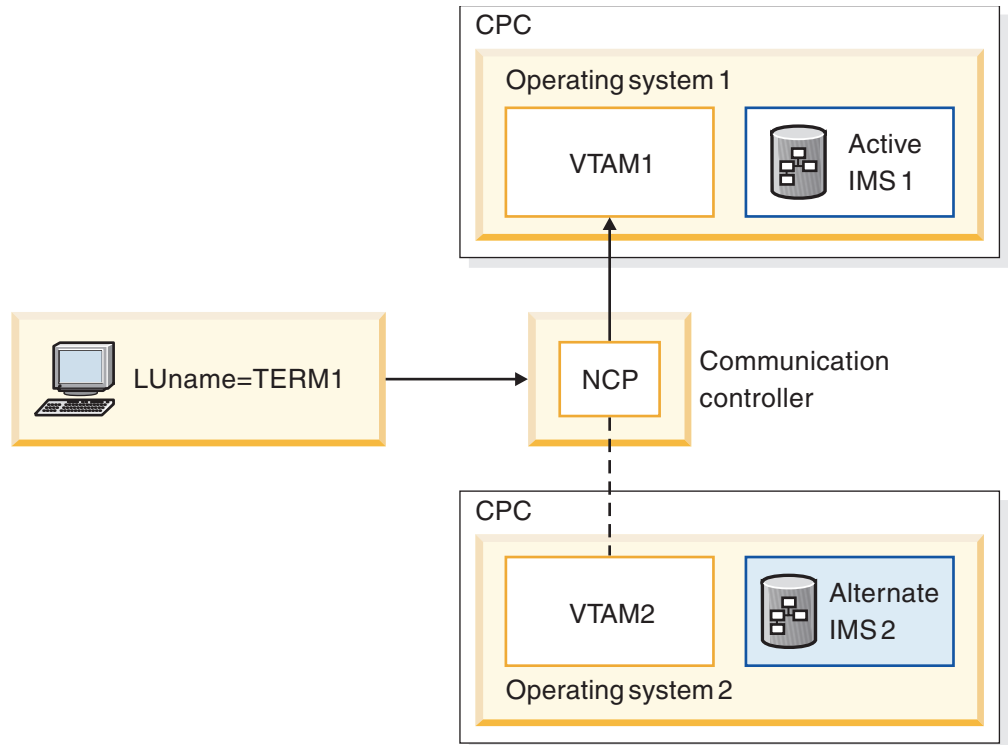 CPC
Operating system 1
VTAM1
Active
IMS 1
LUname=TERM1
NCP
Communication
controller
CPC
VTAM2
Alternate
IMS 2
Operating system 2